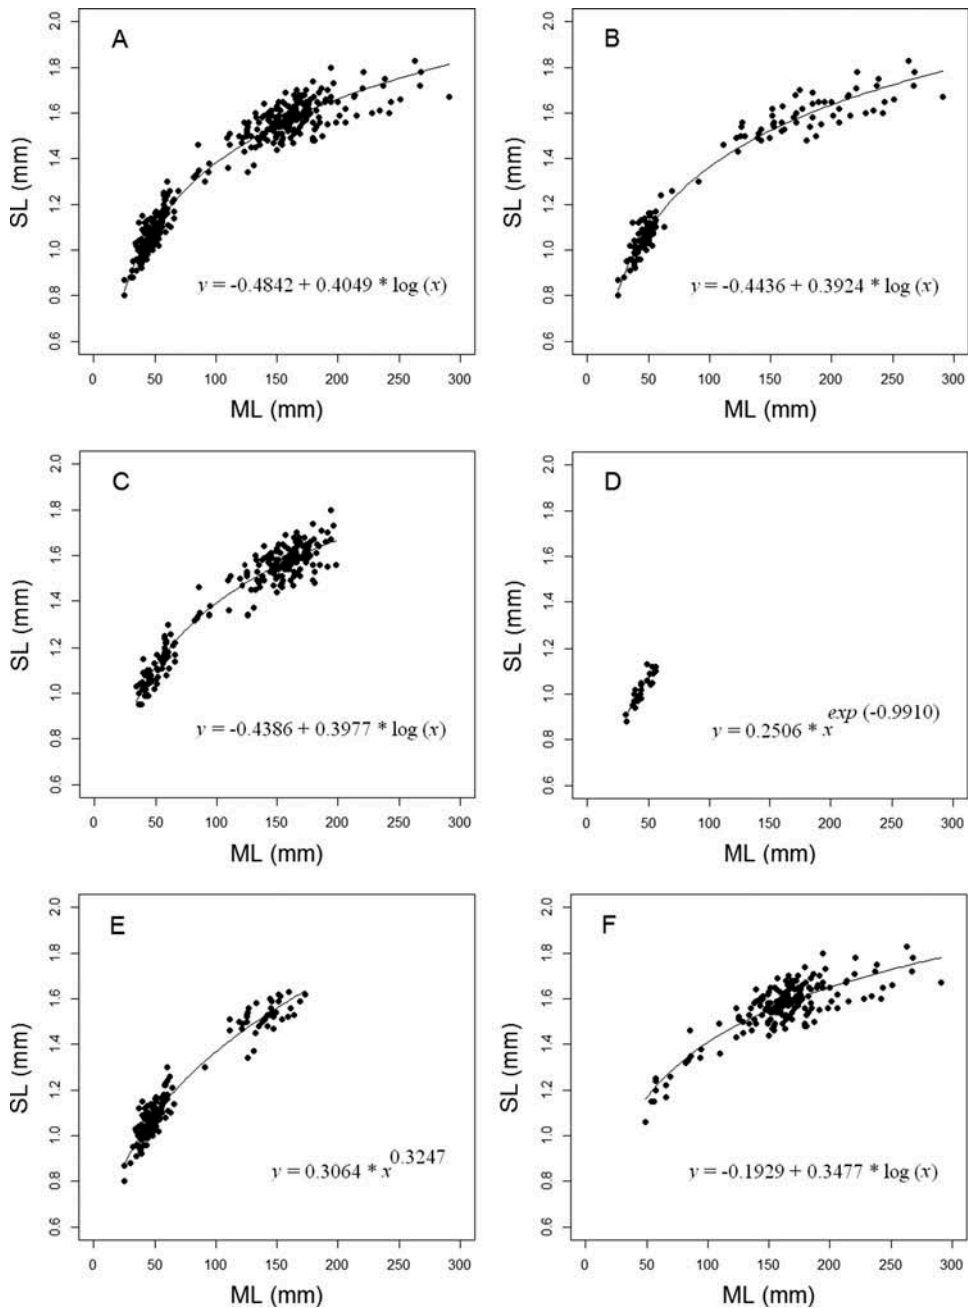 A
SL (mm)
2.0
1.8
1.6
1.4
1.2
1.0
0.8
0.6
y = -0.4842 + 0.4049 * log (x)
0 50 100 150 200 250 300
ML (mm)
B
SL (mm)
2.0
1.8
1.6
1.4
1.2
1.0
0.8
0.6
y = -0.4436 + 0.3924 * log (x)
0 50 100 150 200 250 300
ML (mm)
C
SL (mm)
2.0
1.8
1.6
1.4
1.2
1.0
0.8
0.6
y = -0.4386 + 0.3977 * log (x)
0 50 100 150 200 250 300
ML (mm)
D
SL (mm)
2.0
1.8
1.6
1.4
1.2
1.0
0.8
0.6
y = 0.2506 * x exp (-0.9910)
0 50 100 150 200 250 300
ML (mm)
E
SL (mm)
2.0
1.8
1.6
1.4
1.2
1.0
0.8
0.6
y = 0.3064 * x 0.3247
0 50 100 150 200 250 300
ML (mm)
F
SL (mm)
2.0
1.8
1.6
1.4
1.2
1.0
0.8
0.6
y = -0.1929 + 0.3477 * log (x)
0 50 100 150 200 250 300
ML (mm)